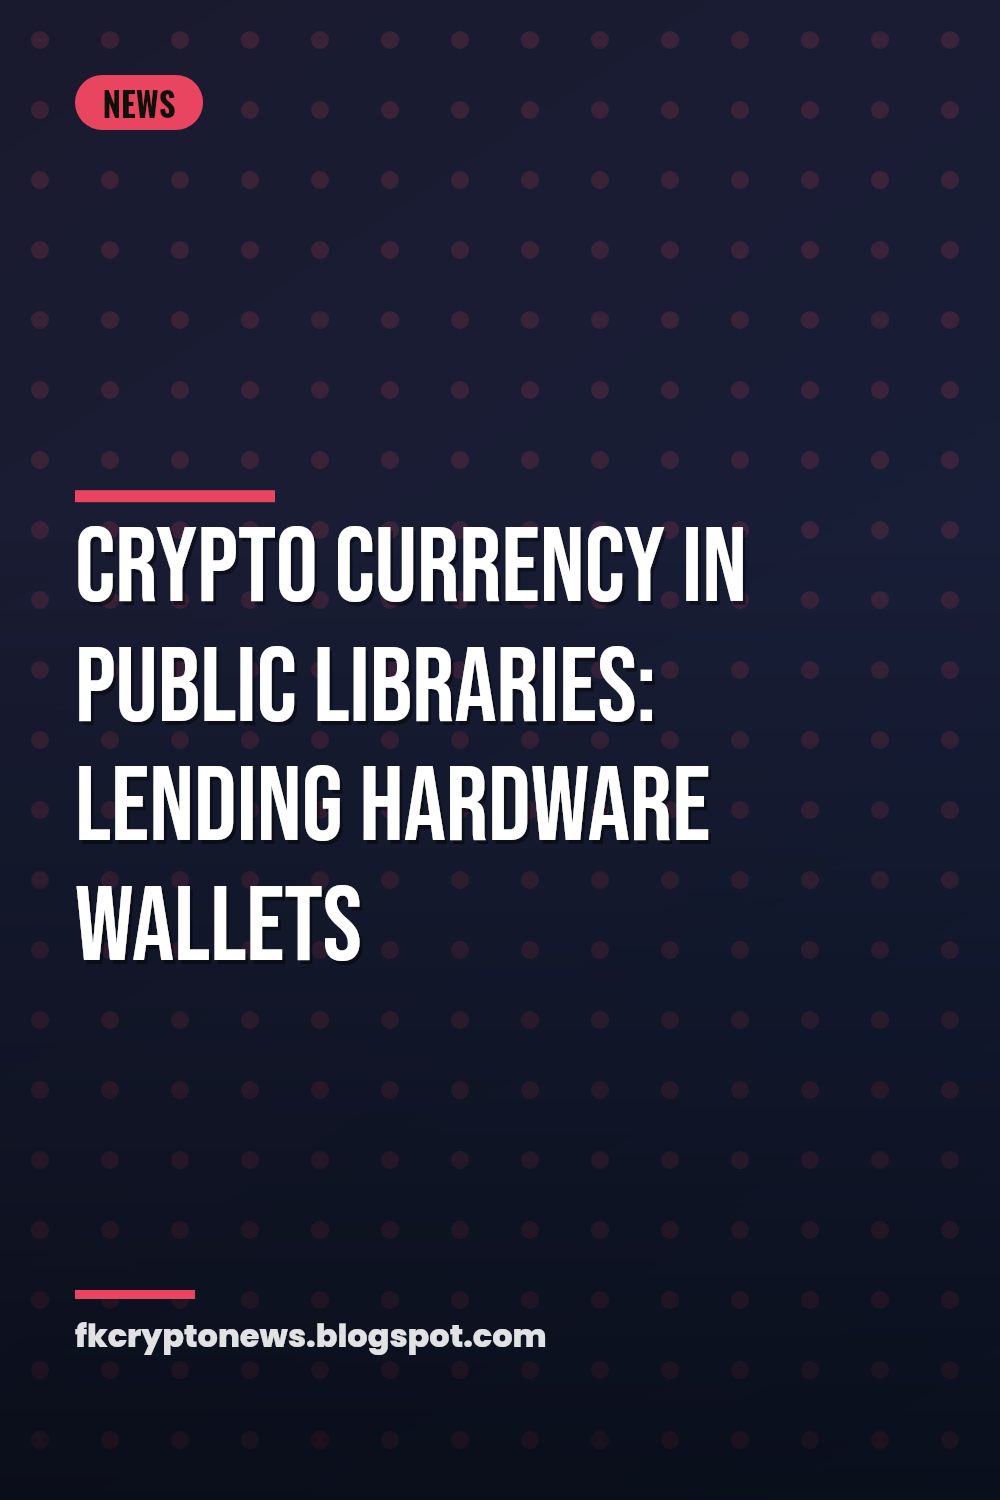 NEWS
CRYPTO CURRENCY IN
PUBLIC LIBRARIES:
LENDING HARDWARE
WALLETS
fkcryptonews.blogspot.com